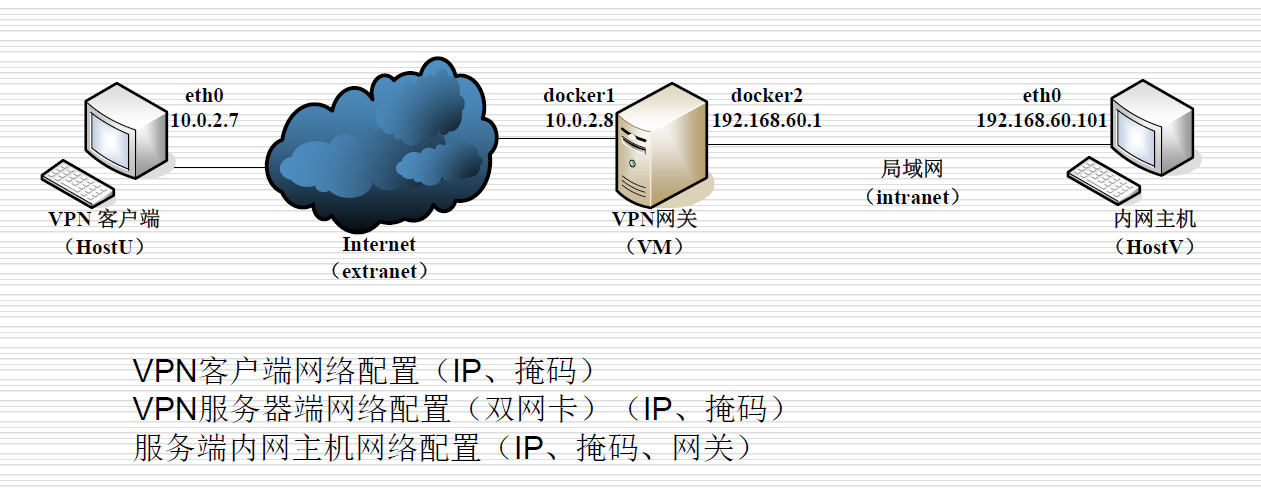 eth0
10.0.2.7
docker1
10.0.2.8
docker2
192.168.60.1
eth0
192.168.60.101
局域网
（intranet）
VPN 客户端
（HostU）
Internet
（extranet）
VPN网关
（VM）
内网主机
（HostV）
VPN客户端网络配置（IP、掩码）
VPN服务器端网络配置（双网卡）（IP、掩码）
服务端内网主机网络配置（IP、掩码、网关）